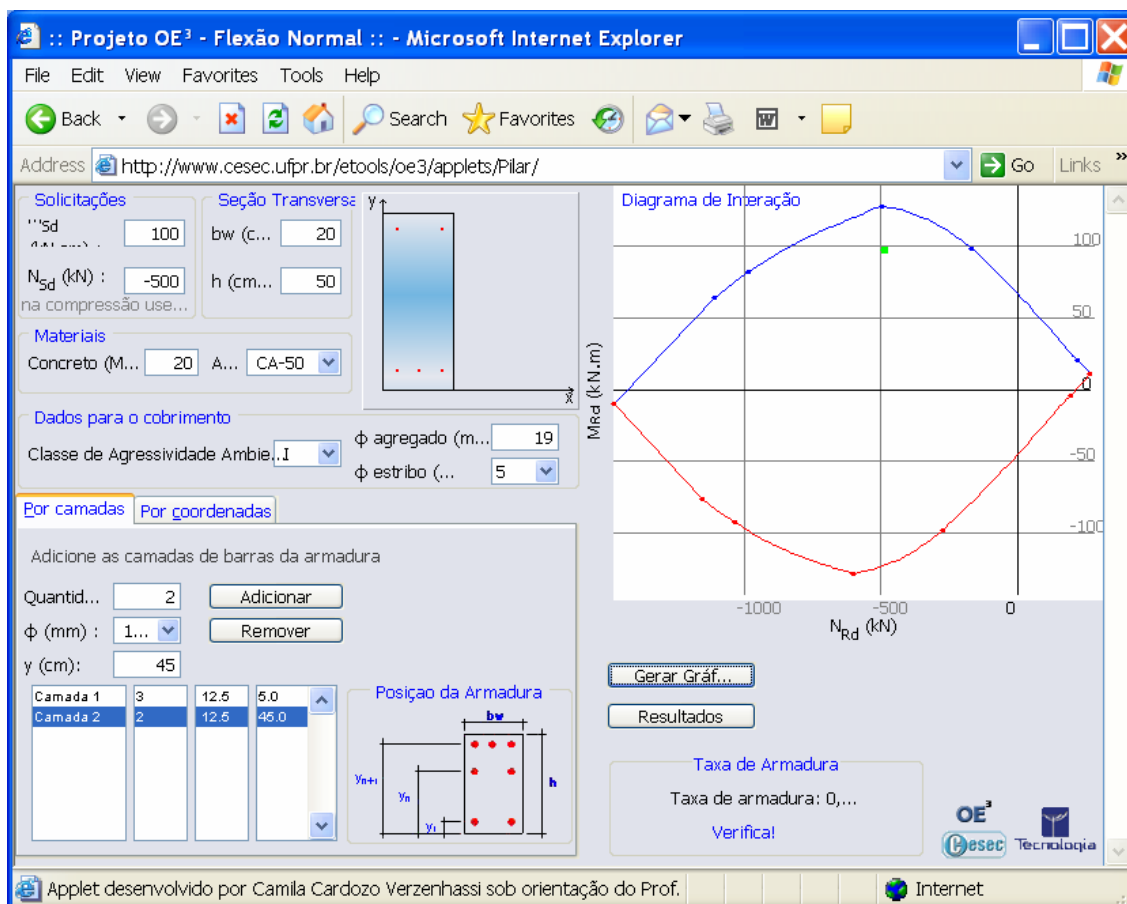 :: Projeto OE³ - Flexão Normal :: - Microsoft Internet Explorer
File Edit View Favorites Tools Help
Back Search Favorites
Address http://www.cesec.ufpr.br/etools/oe3/applets/Pilar/ Go Links »
Solicitações
Sd
100
NSd (kN) : -500
na compressão use...
Seção Transversa
bw (c... 20
h (cm... 50
Materiais
Concreto (M... 20 A... CA-50
Dados para o cobrimento
Classe de Agressividade Ambie..I
ϕ agregado (m... 19
ϕ estribo (... 5
y
x
Por camadas Por coordenadas
Adicione as camadas de barras da armadura
Quantid... 2 Adicionar
ϕ (mm) : 1... Remover
y (cm): 45
Camada 1 3 12.5 5.0
Camada 2 2 12.5 45.0
Posiçao da Armadura
bw
yn+1
yn
y1
h
Diagrama de Interação
100
50
0
-50
-100
MRd (kN.m)
-1000 -500 0
NRd (kN)
Gerar Gráf...
Resultados
Taxa de Armadura
Taxa de armadura: 0,...
Verifica!
OE³
Cesec Tecnologia
Applet desenvolvido por Camila Cardozo Verzenhassi sob orientação do Prof. Internet